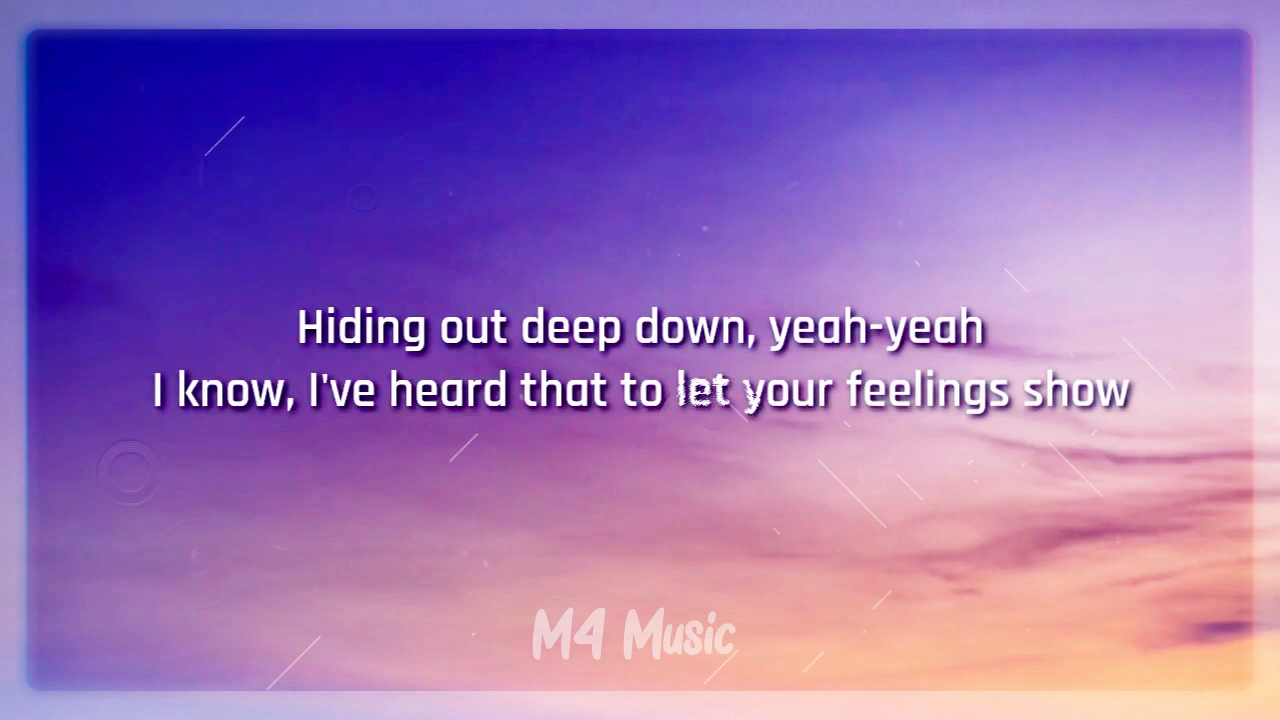 Hiding out deep down, yeah-yeah
I know, I've heard that to let your feelings show
M4 Music